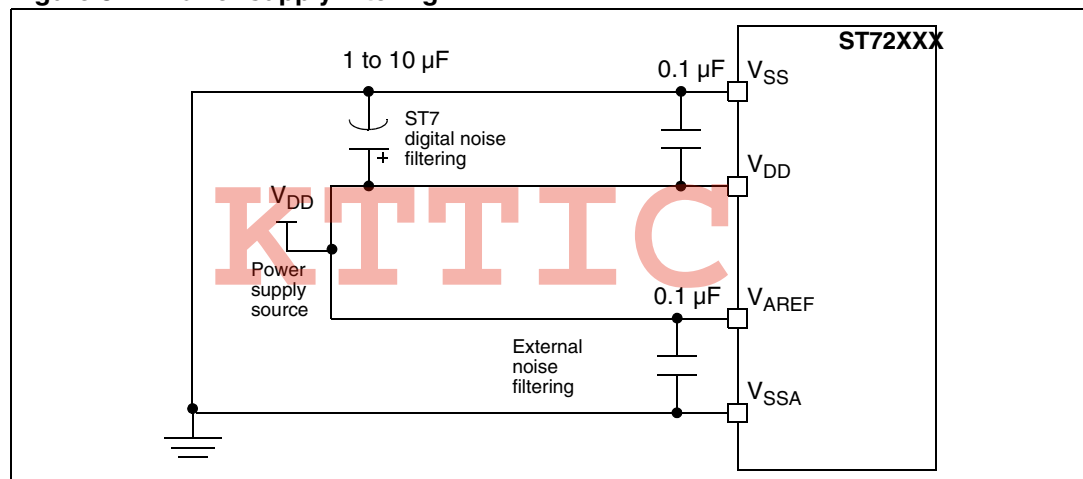 ST72XXX
1 to 10 µF
0.1 µF
VSS
ST7
digital noise
filtering
+
VDD
VDD
Power
supply
source
KTTIC
0.1 µF
VAREF
External
noise
filtering
VSSA